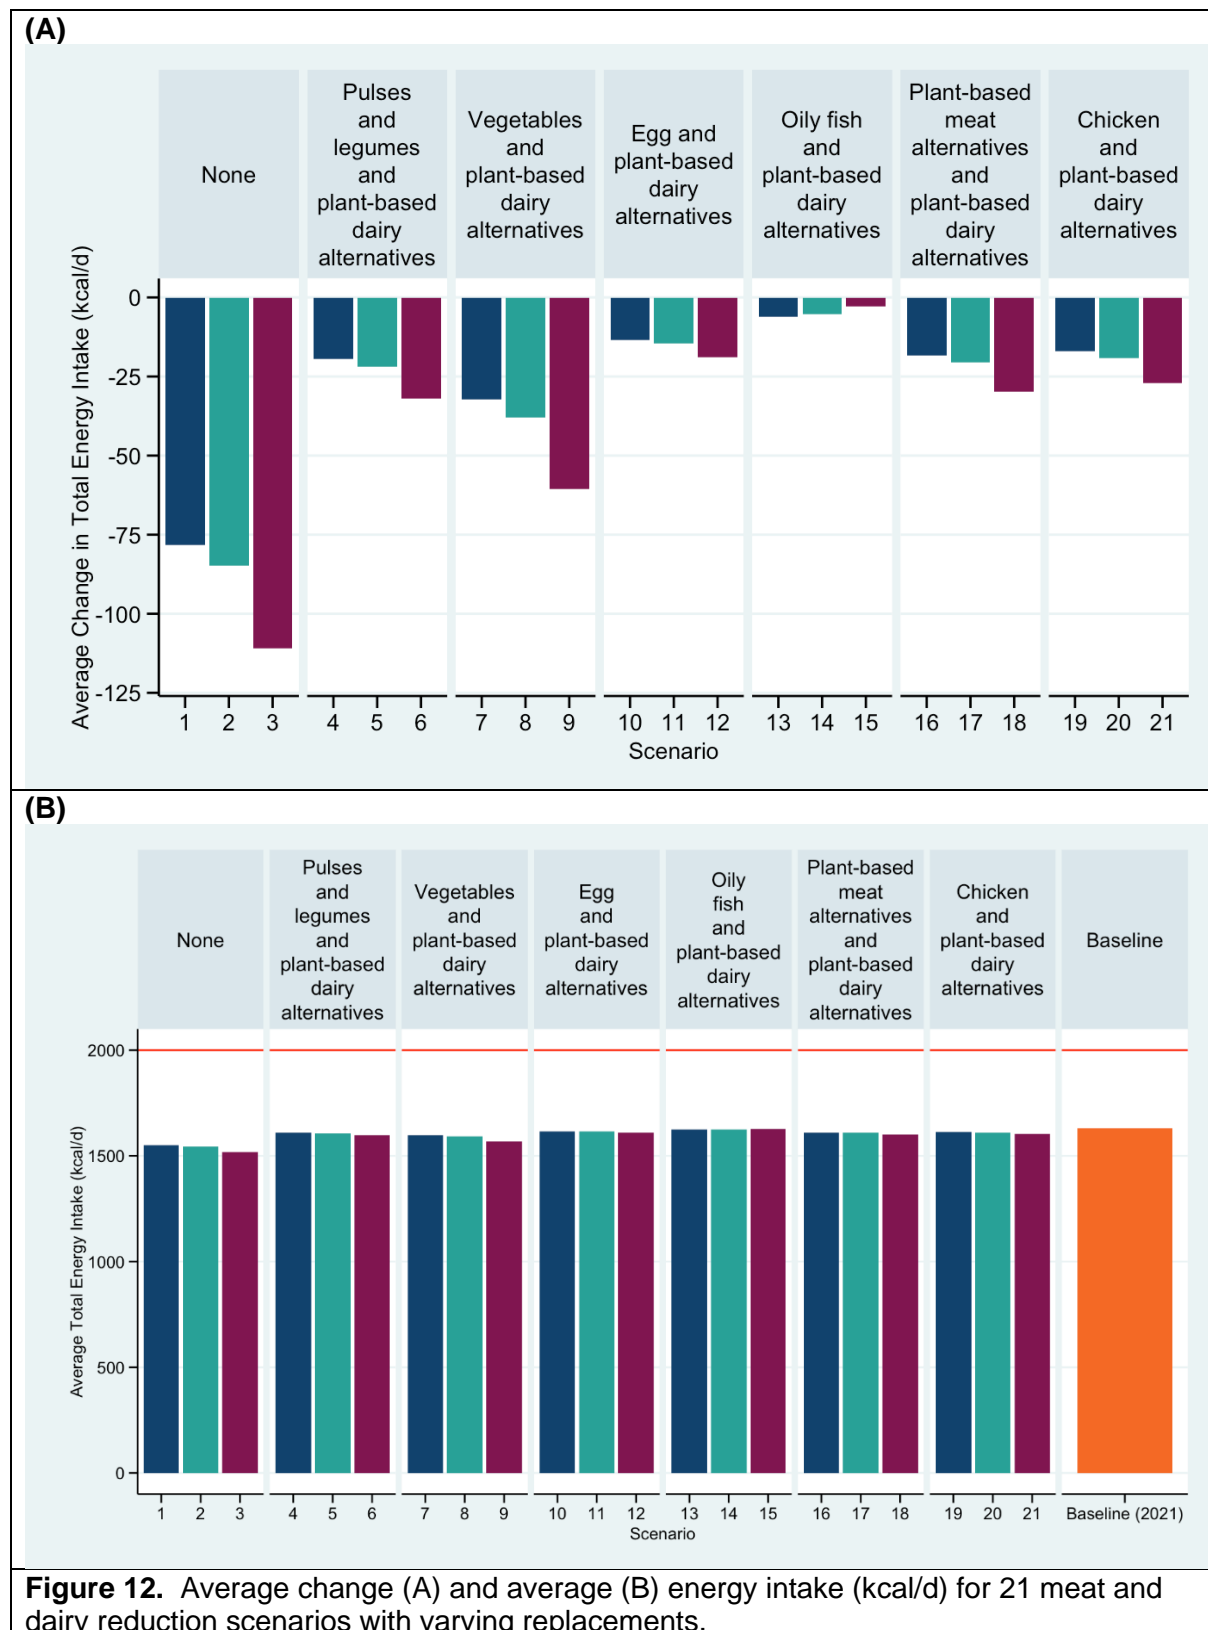 (A)
None
Pulses
and
legumes
and
plant-based
dairy
alternatives
Vegetables
and
plant-based
dairy
alternatives
Egg and
plant-based
dairy
alternatives
Oily fish
and
plant-based
dairy
alternatives
Plant-based
meat
alternatives
and
plant-based
dairy
alternatives
Chicken
and
plant-based
dairy
alternatives
Average Change in Total Energy Intake (kcal/d)
0
-25
-50
-75
-100
-125
1 2 3 4 5 6 7 8 9 10 11 12 13 14 15 16 17 18 19 20 21
Scenario
(B)
None
Pulses
and
legumes
and
plant-based
dairy
alternatives
Vegetables
and
plant-based
dairy
alternatives
Egg
and
plant-based
dairy
alternatives
Oily
fish
and
plant-based
dairy
alternatives
Plant-based
meat
alternatives
and
plant-based
dairy
alternatives
Chicken
and
plant-based
dairy
alternatives
Baseline
Average Total Energy Intake (kcal/d)
2000
1500
1000
500
0
1 2 3 4 5 6 7 8 9 10 11 12 13 14 15 16 17 18 19 20 21 Baseline (2021)
Scenario
Figure 12. Average change (A) and average (B) energy intake (kcal/d) for 21 meat and
dairy reduction scenarios with varying replacements.